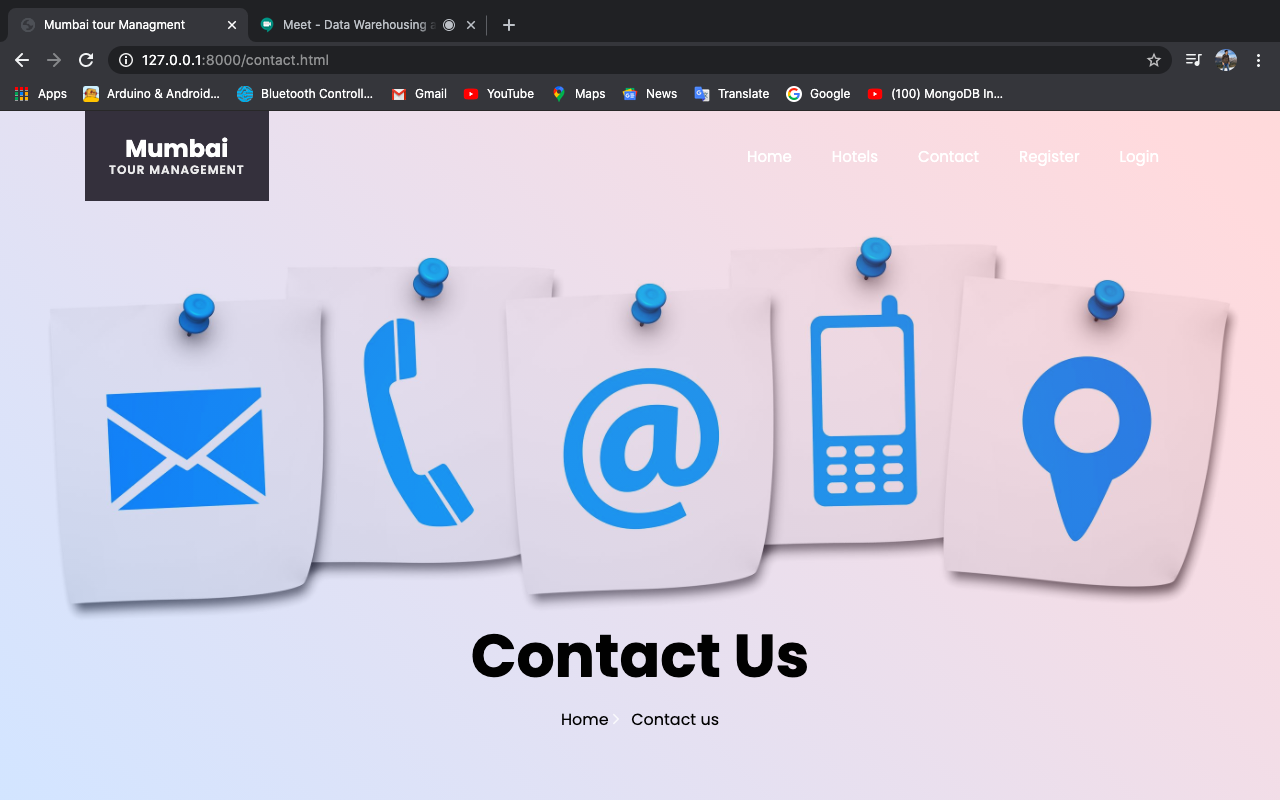 Mumbai tour Managment
Meet - Data Warehousing a
127.0.0.1:8000/contact.html
Apps Arduino & Android... Bluetooth Controll... Gmail YouTube Maps News Translate Google (100) MongoDB In...
Mumbai
TOUR MANAGEMENT
Home Hotels Contact Register Login
@
Contact Us
Home > Contact us